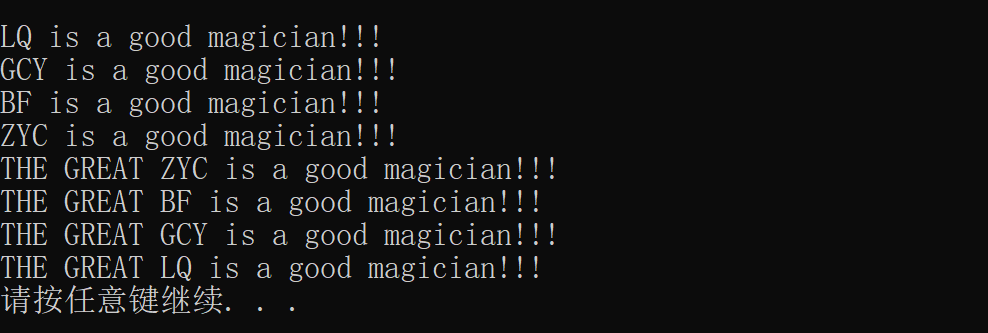 LQ is a good magician!!!
GCY is a good magician!!!
BF is a good magician!!!
ZYC is a good magician!!!
THE GREAT ZYC is a good magician!!!
THE GREAT BF is a good magician!!!
THE GREAT GCY is a good magician!!!
THE GREAT LQ is a good magician!!!
请按任意键继续. . .